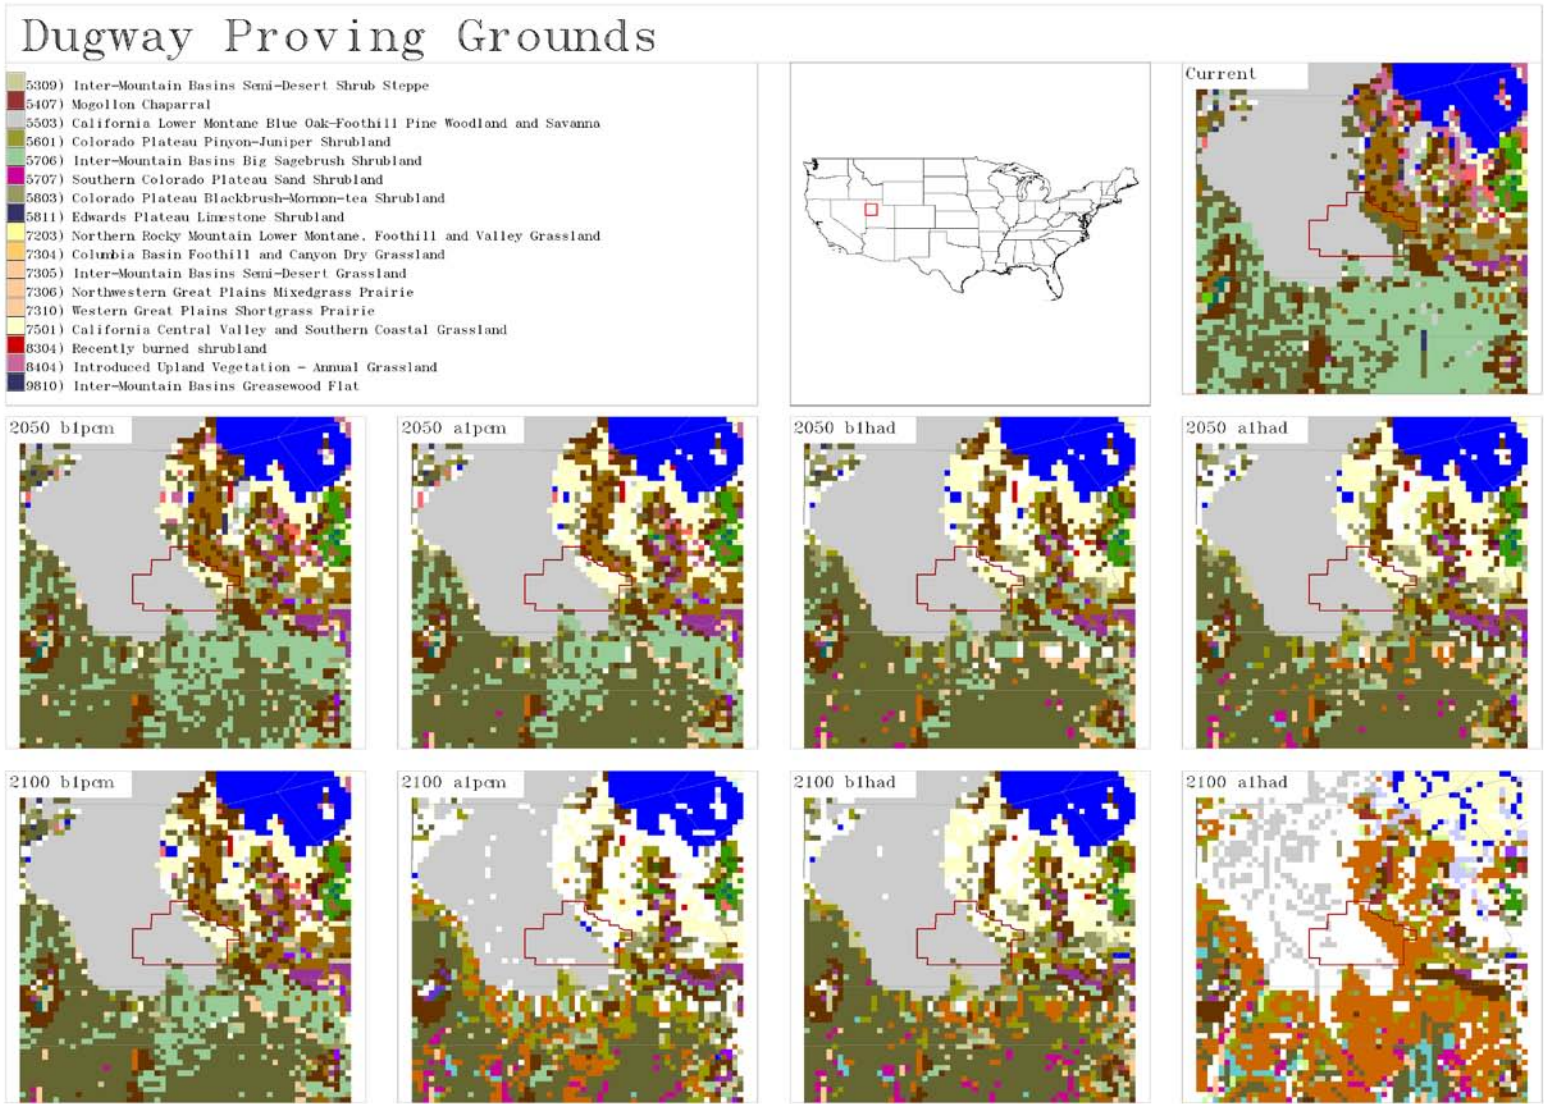 Dugway Proving Grounds
5309) Inter-Mountain Basins Semi-Desert Shrub Steppe
5407) Mogollon Chaparral
5503) California Lower Montane Blue Oak-Foothill Pine Woodland and Savanna
5601) Colorado Plateau Pinyon-Juniper Shrubland
5706) Inter-Mountain Basins Big Sagebrush Shrubland
5707) Southern Colorado Plateau Sand Shrubland
5803) Colorado Plateau Blackbrush-Mormon-tea Shrubland
5811) Edwards Plateau Limestone Shrubland
7203) Northern Rocky Mountain Lower Montane, Foothill and Valley Grassland
7304) Columbia Basin Foothill and Canyon Dry Grassland
7305) Inter-Mountain Basins Semi-Desert Grassland
7306) Northwestern Great Plains Mixedgrass Prairie
7310) Western Great Plains Shortgrass Prairie
7501) California Central Valley and Southern Coastal Grassland
8304) Recently burned shrubland
8404) Introduced Upland Vegetation - Annual Grassland
9810) Inter-Mountain Basins Greasewood Flat
Current
2050 b1pcm
2050 a1pcm
2050 b1had
2050 a1had
2100 b1pcm
2100 a1pcm
2100 b1had
2100 a1had